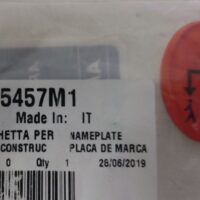 5457M1
Made In: IT
HETTA PER NAMEPLATE
CONSTRUC PLACA DE MARCA
0 Qty 1 26/06/2019